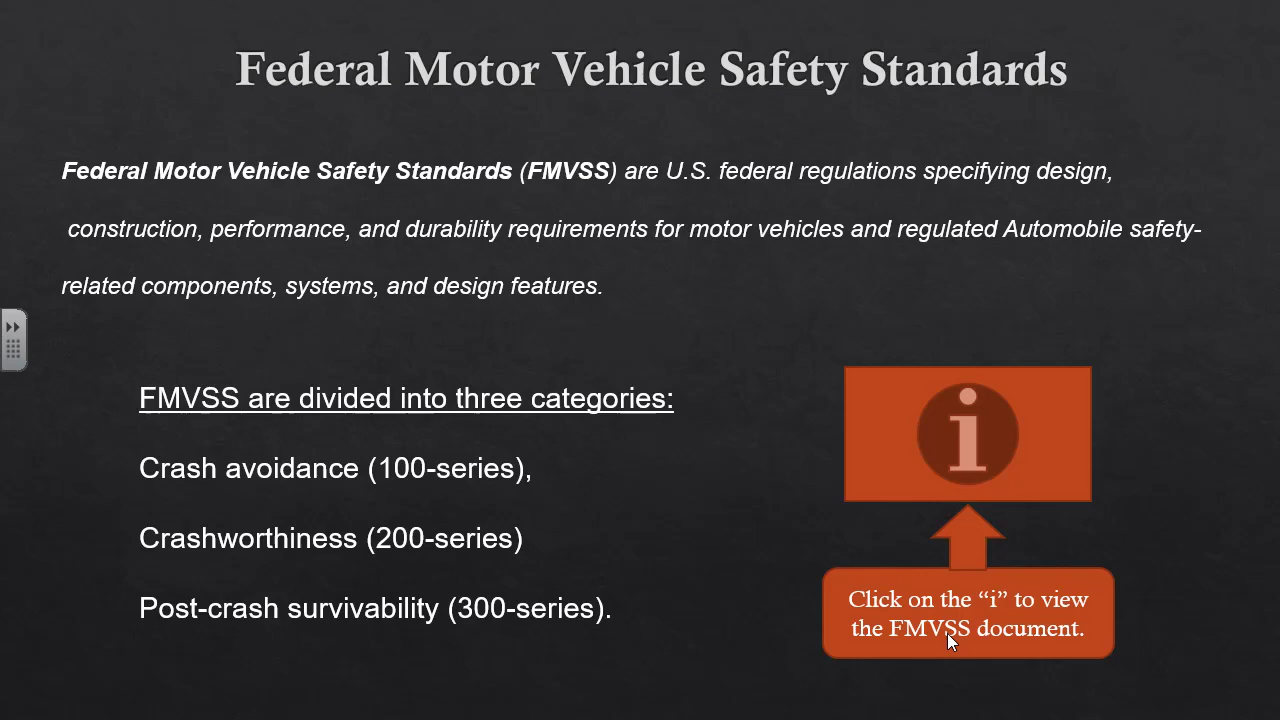 Federal Motor Vehicle Safety Standards
Federal Motor Vehicle Safety Standards (FMVSS) are U.S. federal regulations specifying design,
construction, performance, and durability requirements for motor vehicles and regulated Automobile safety-
related components, systems, and design features.
FMVSS are divided into three categories:
Crash avoidance (100-series),
Crashworthiness (200-series)
Post-crash survivability (300-series).
i
Click on the “i” to view
the FMVSS document.